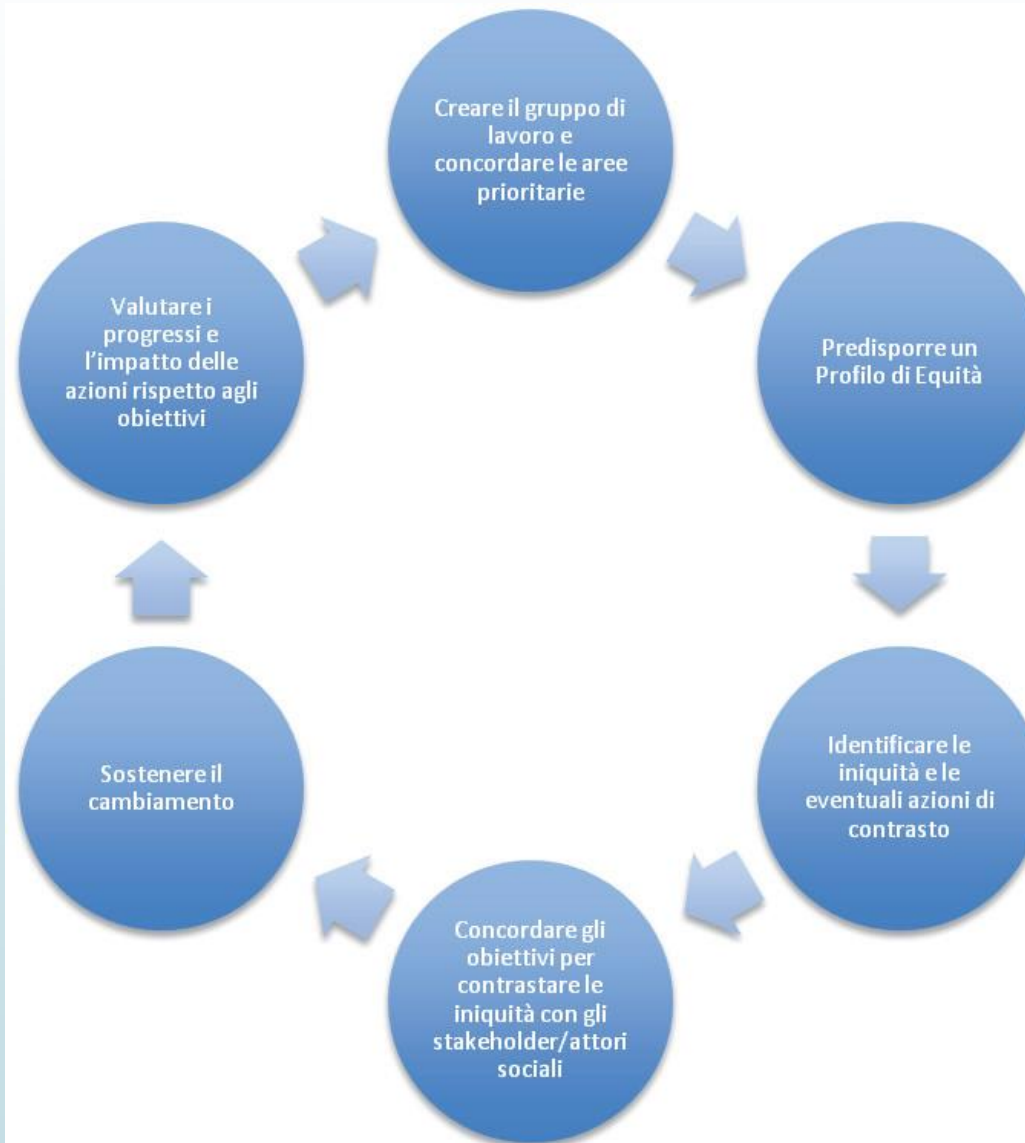 Creare il gruppo di
lavoro e
concordare le aree
prioritarie
Predisporre un
Profilo di Equità
Identificare le
iniquità e le
eventuali azioni di
contrasto
Concordare gli
obiettivi per
contrastare le
iniquità con gli
stakeholder/attori
sociali
Sostenere il
cambiamento
Valutare i
progressi e
l'impatto delle
azioni rispetto agli
obiettivi